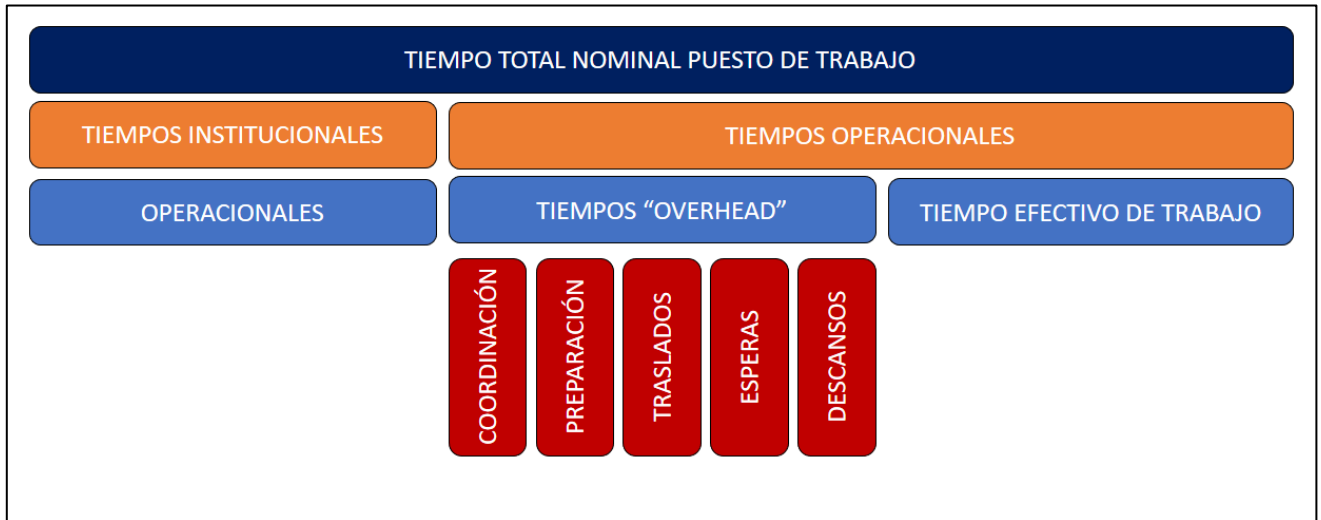 TIEMPO TOTAL NOMINAL PUESTO DE TRABAJO
TIEMPOS INSTITUCIONALES
TIEMPOS OPERACIONALES
OPERACIONALES
TIEMPOS “OVERHEAD”
TIEMPO EFECTIVO DE TRABAJO
COORDINACIÓN
PREPARACIÓN
TRASLADOS
ESPERAS
DESCANSOS